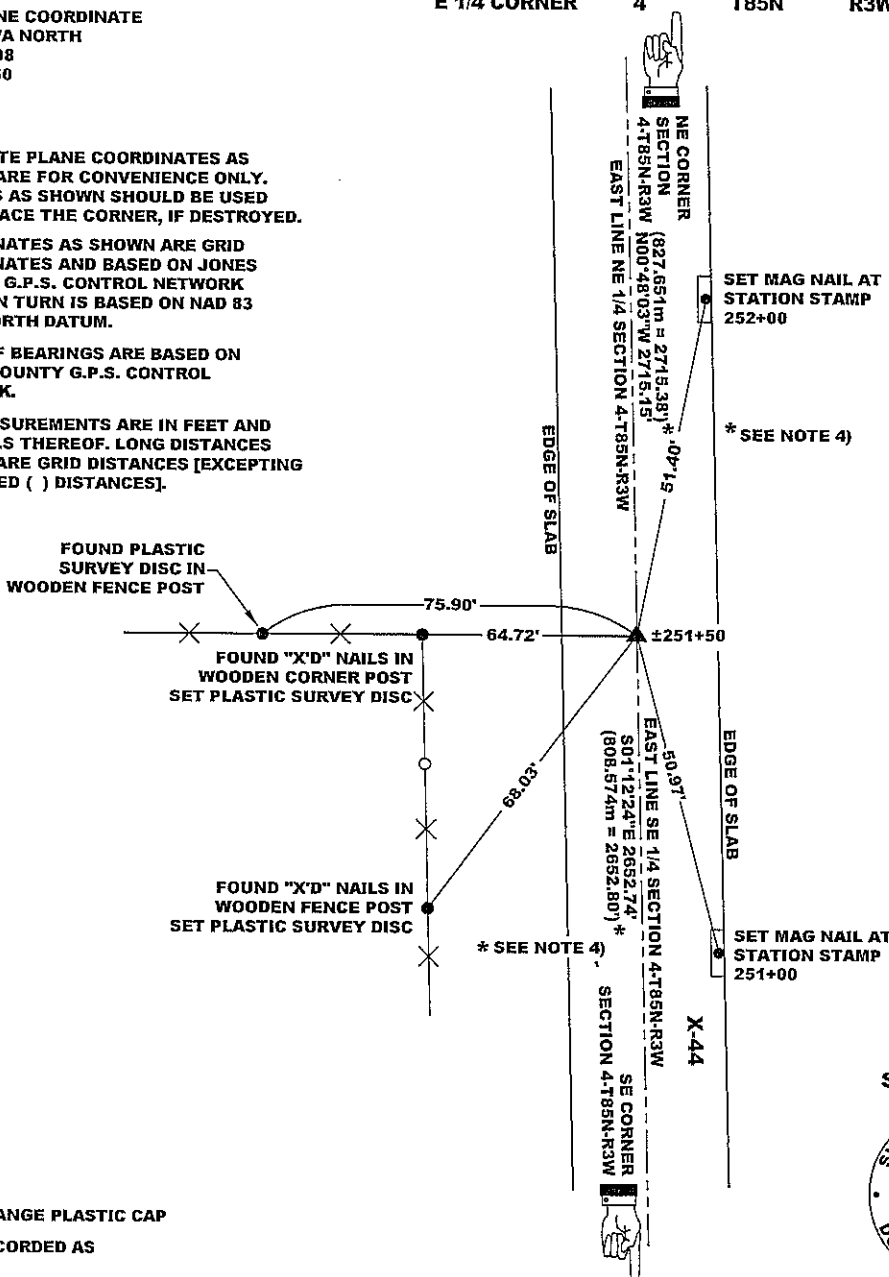 E 1/4 CORNER 4 T85N R3W
NE COORDINATE
A NORTH
TE PLANE COORDINATES AS
ARE FOR CONVENIENCE ONLY.
S AS SHOWN SHOULD BE USED
ACE THE CORNER, IF DESTROYED.
NATES AS SHOWN ARE GRID
NATES AND BASED ON JONES
G.P.S. CONTROL NETWORK
N TURN IS BASED ON NAD 83
RTH DATUM.
F BEARINGS ARE BASED ON
OUNTY G.P.S. CONTROL
K.
SUREMENTS ARE IN FEET AND
LS THEREOF. LONG DISTANCES
ARE GRID DISTANCES [EXCEPTING
ED ( ) DISTANCES].
NE CORNER
SECTION
4-T85N-R3W
(827.651m = 2715.38') *
N00°48'03"W 2715.15'
EAST LINE NE 1/4 SECTION 4-T85N-R3W
SET MAG NAIL AT
STATION STAMP
252+00
51.40'
* SEE NOTE 4)
EDGE OF SLAB
FOUND PLASTIC
SURVEY DISC IN
WOODEN FENCE POST
75.90'
64.72'
±251+50
FOUND "X'D" NAILS IN
WOODEN CORNER POST
SET PLASTIC SURVEY DISC
68.03'
50.97'
EAST LINE SE 1/4 SECTION 4-T85N-R3W
S01°12'24"E 2652.74'
(808.574m = 2652.80') *
EDGE OF SLAB
FOUND "X'D" NAILS IN
WOODEN FENCE POST
SET PLASTIC SURVEY DISC
* SEE NOTE 4)
SET MAG NAIL AT
STATION STAMP
251+00
X-44
SE CORNER
SECTION 4-T85N-R3W
ANGE PLASTIC CAP
CORDED AS